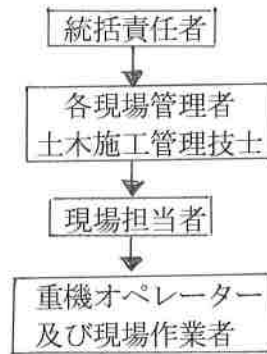 統括責任者
各現場管理者
土木施工管理技士
現場担当者
重機オペレーター
及び現場作業者